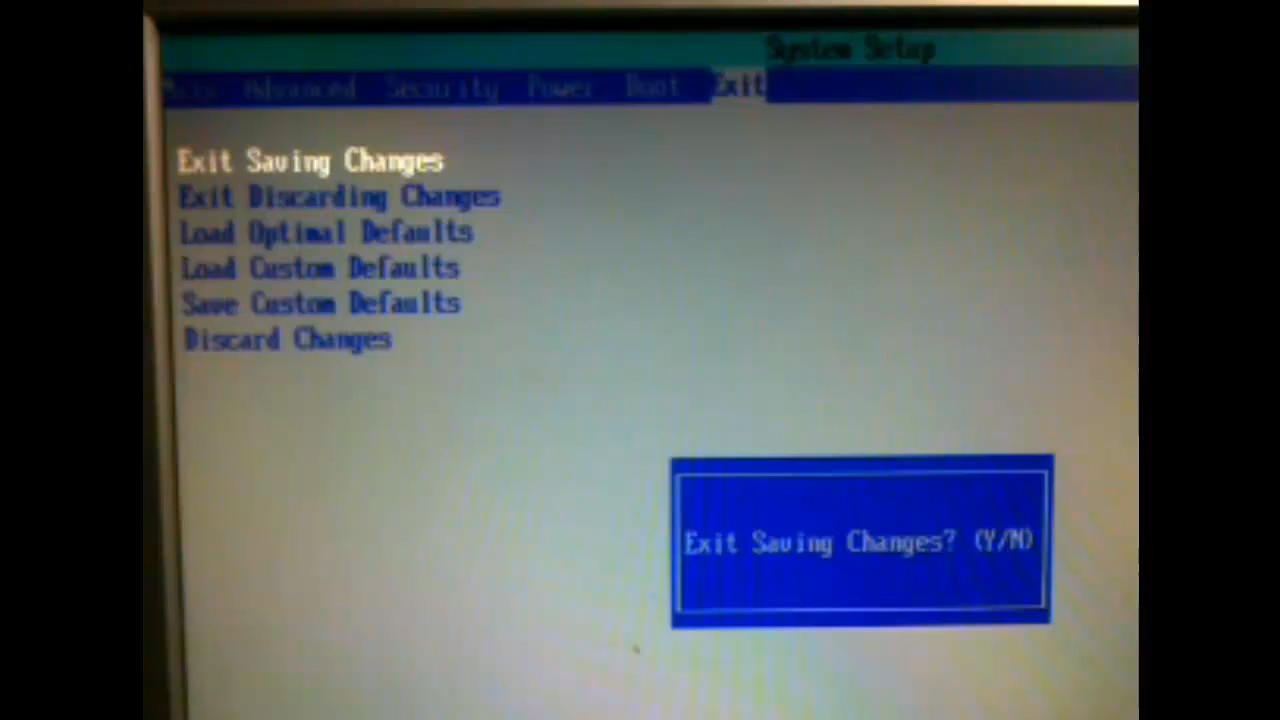 System Setup
Main Advanced Security Power Boot Exit
Exit Saving Changes
Exit Discarding Changes
Load Optimal Defaults
Load Custom Defaults
Save Custom Defaults
Discard Changes
Exit Saving Changes? (Y/N)